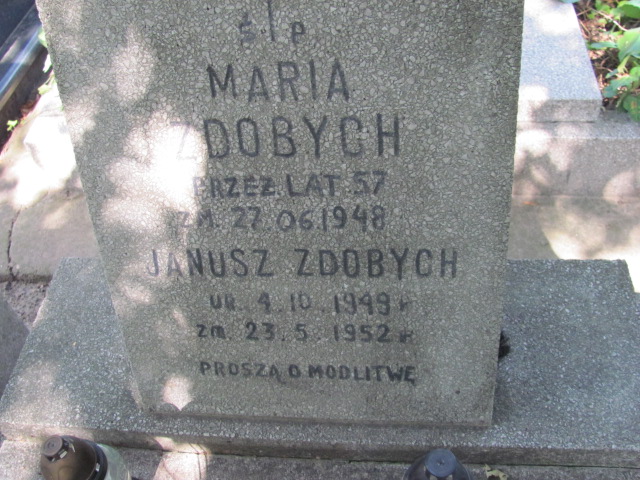 Ś P
MARIA
ZDOBYCH
PRZEŻ. LAT 57
ZM. 27.06 1948
JANUSZ ZDOBYCH
UR. 4.10.1949 R
ZM. 23.5.1952 R
PROSZĄ O MODLITWĘ